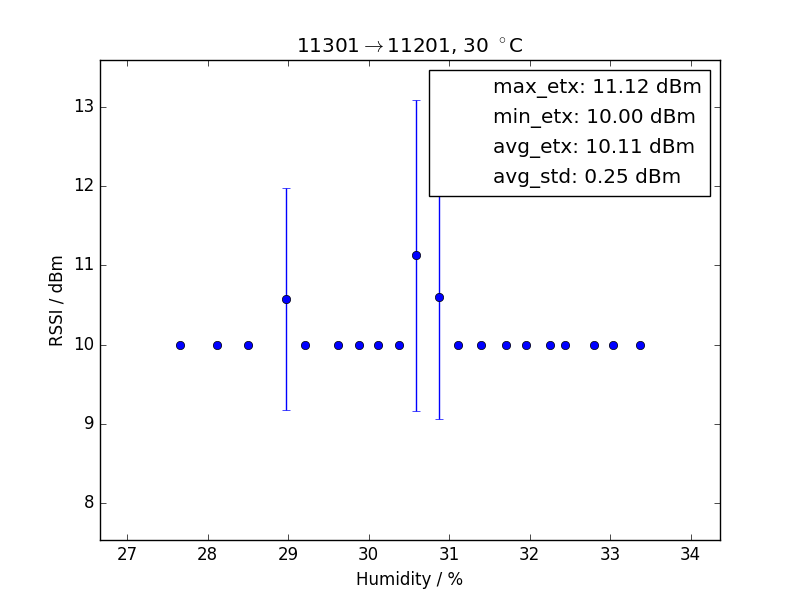 11301→11201, 30 °C
max_etx: 11.12 dBm
min_etx: 10.00 dBm
avg_etx: 10.11 dBm
avg_std: 0.25 dBm
RSSI / dBm
13
12
11
10
9
8
27 28 29 30 31 32 33 34
Humidity / %